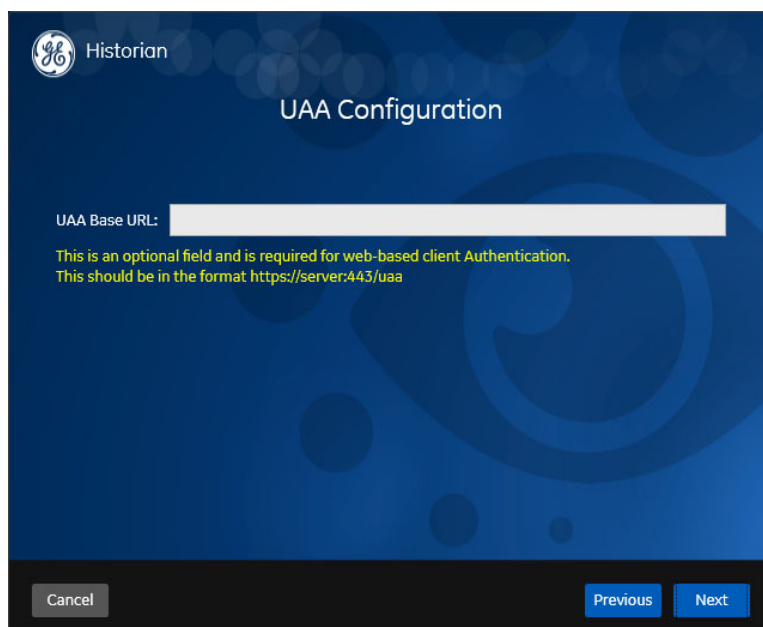 Historian
UAA Configuration
UAA Base URL:
This is an optional field and is required for web-based client Authentication.
This should be in the format https://server:443/uaa
Cancel
Previous
Next